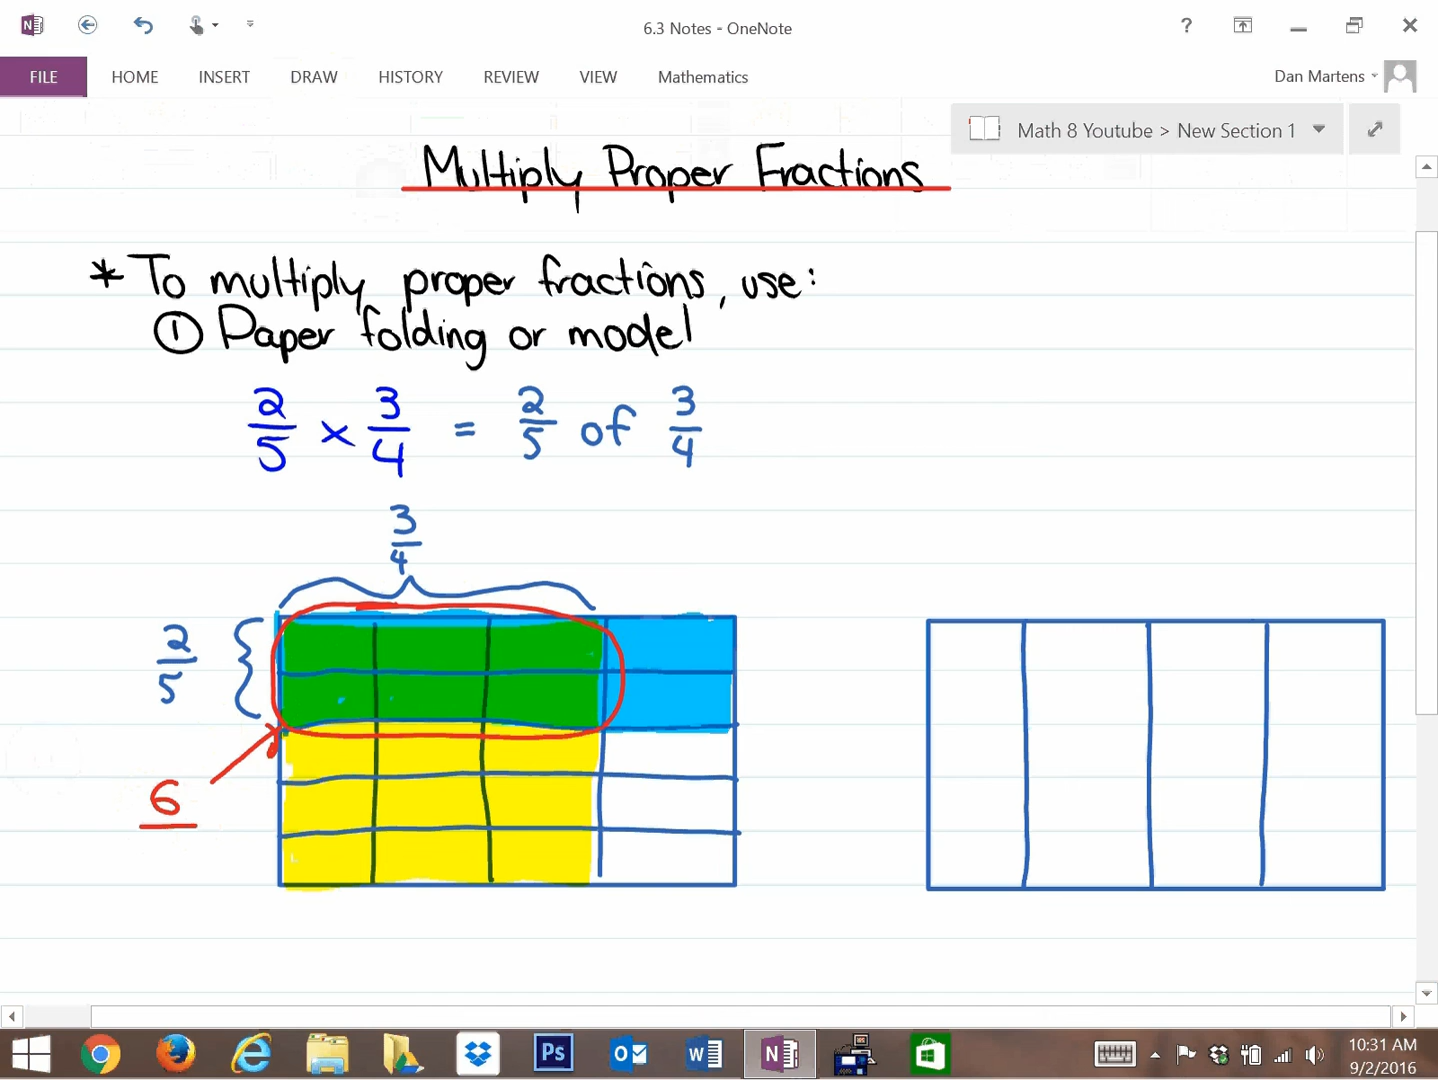 6.3 Notes - OneNote
?
FILE HOME INSERT DRAW HISTORY REVIEW VIEW Mathematics
Dan Martens
Math 8 Youtube > New Section 1
Multiply Proper Fractions
* To multiply proper fractions, use:
① Paper folding or model
2/5 × 3/4 = 2/5 of 3/4
3/4
2/5
6
Ps
W
N
10:31 AM
9/2/2016